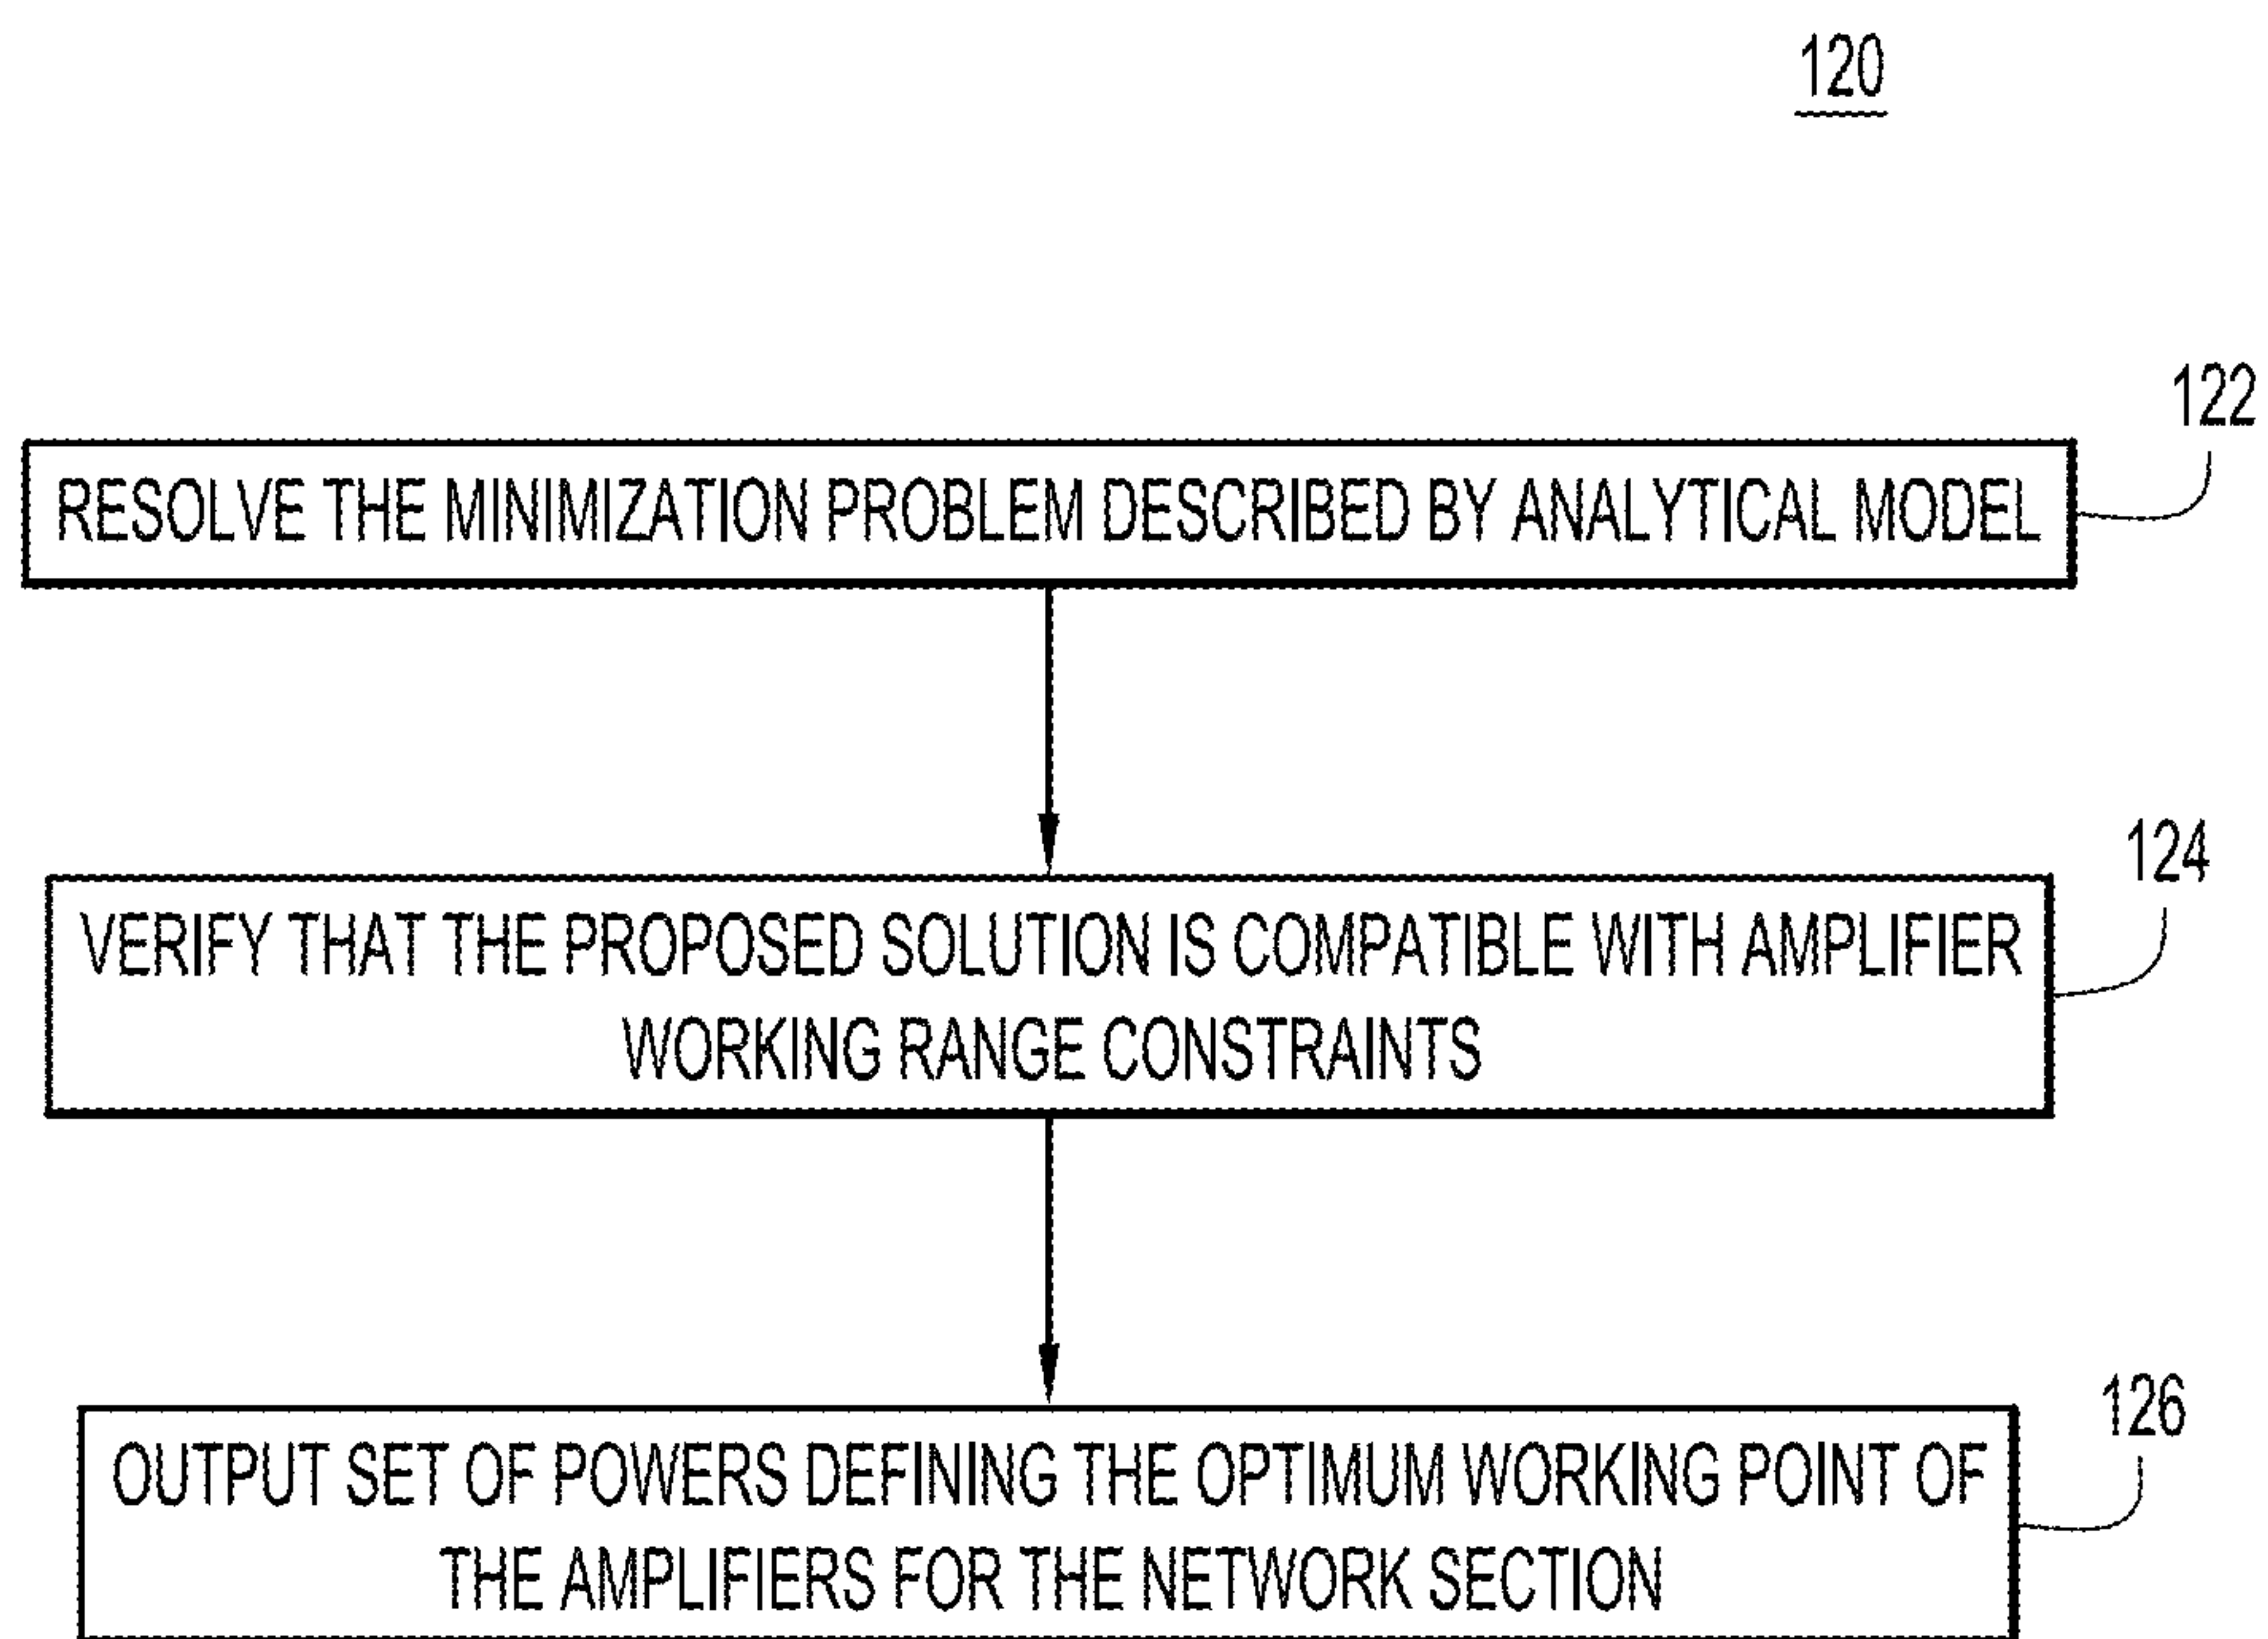 120
122
RESOLVE THE MINIMIZATION PROBLEM DESCRIBED BY ANALYTICAL MODEL
124
VERIFY THAT THE PROPOSED SOLUTION IS COMPATIBLE WITH AMPLIFIER
WORKING RANGE CONSTRAINTS
126
OUTPUT SET OF POWERS DEFINING THE OPTIMUM WORKING POINT OF
THE AMPLIFIERS FOR THE NETWORK SECTION